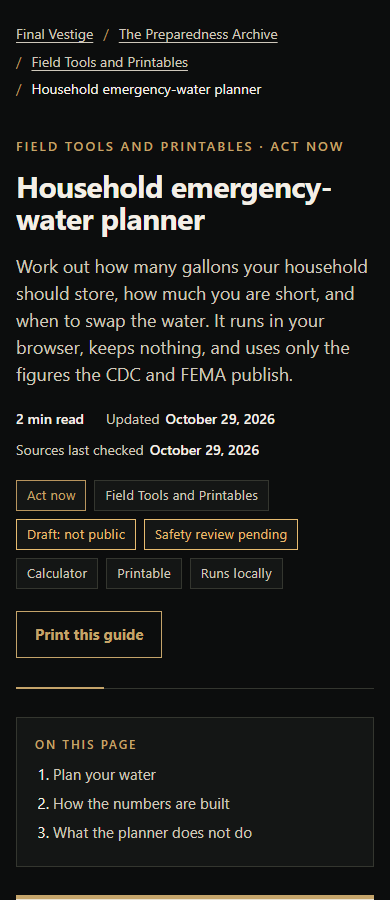 Final Vestige / The Preparedness Archive
/ Field Tools and Printables
/ Household emergency-water planner
FIELD TOOLS AND PRINTABLES · ACT NOW
Household emergency-
water planner
Work out how many gallons your household
should store, how much you are short, and
when to swap the water. It runs in your
browser, keeps nothing, and uses only the
figures the CDC and FEMA publish.
2 min read Updated October 29, 2026
Sources last checked October 29, 2026
Act now Field Tools and Printables
Draft: not public Safety review pending
Calculator Printable Runs locally
Print this guide
ON THIS PAGE
1. Plan your water
2. How the numbers are built
3. What the planner does not do